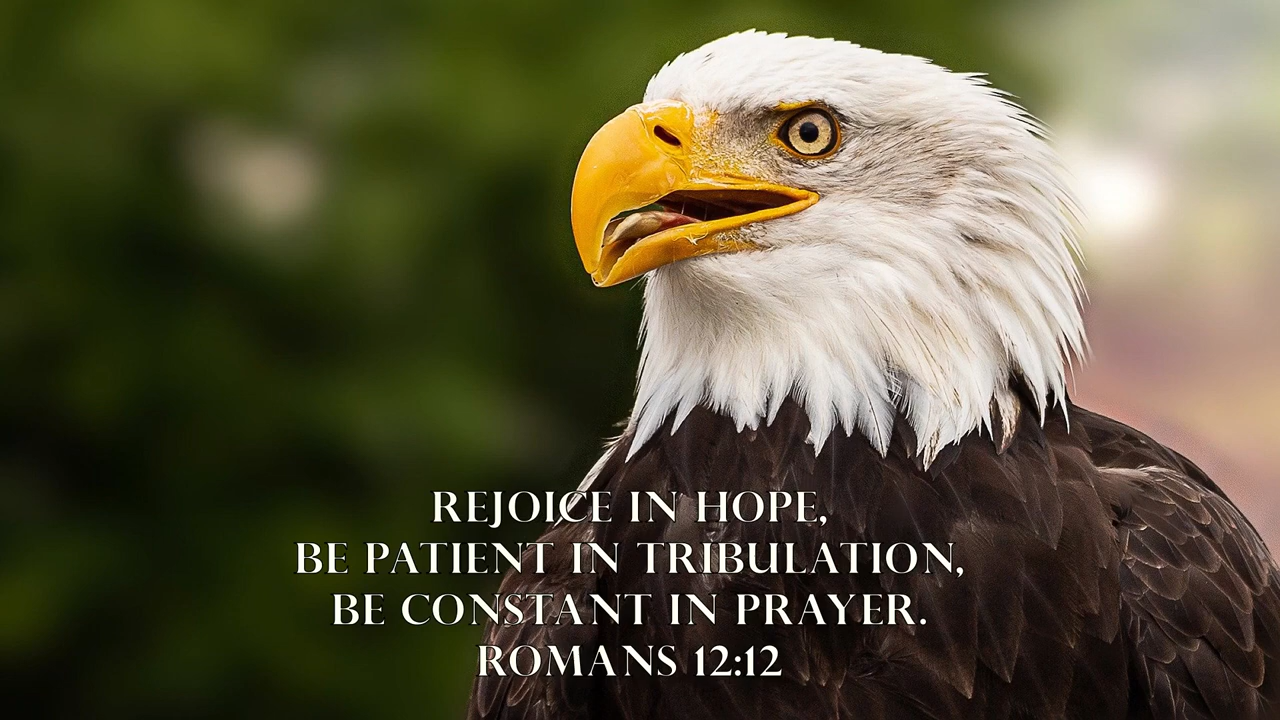 REJOICE IN HOPE,
BE PATIENT IN TRIBULATION,
BE CONSTANT IN PRAYER.
ROMANS 12:12